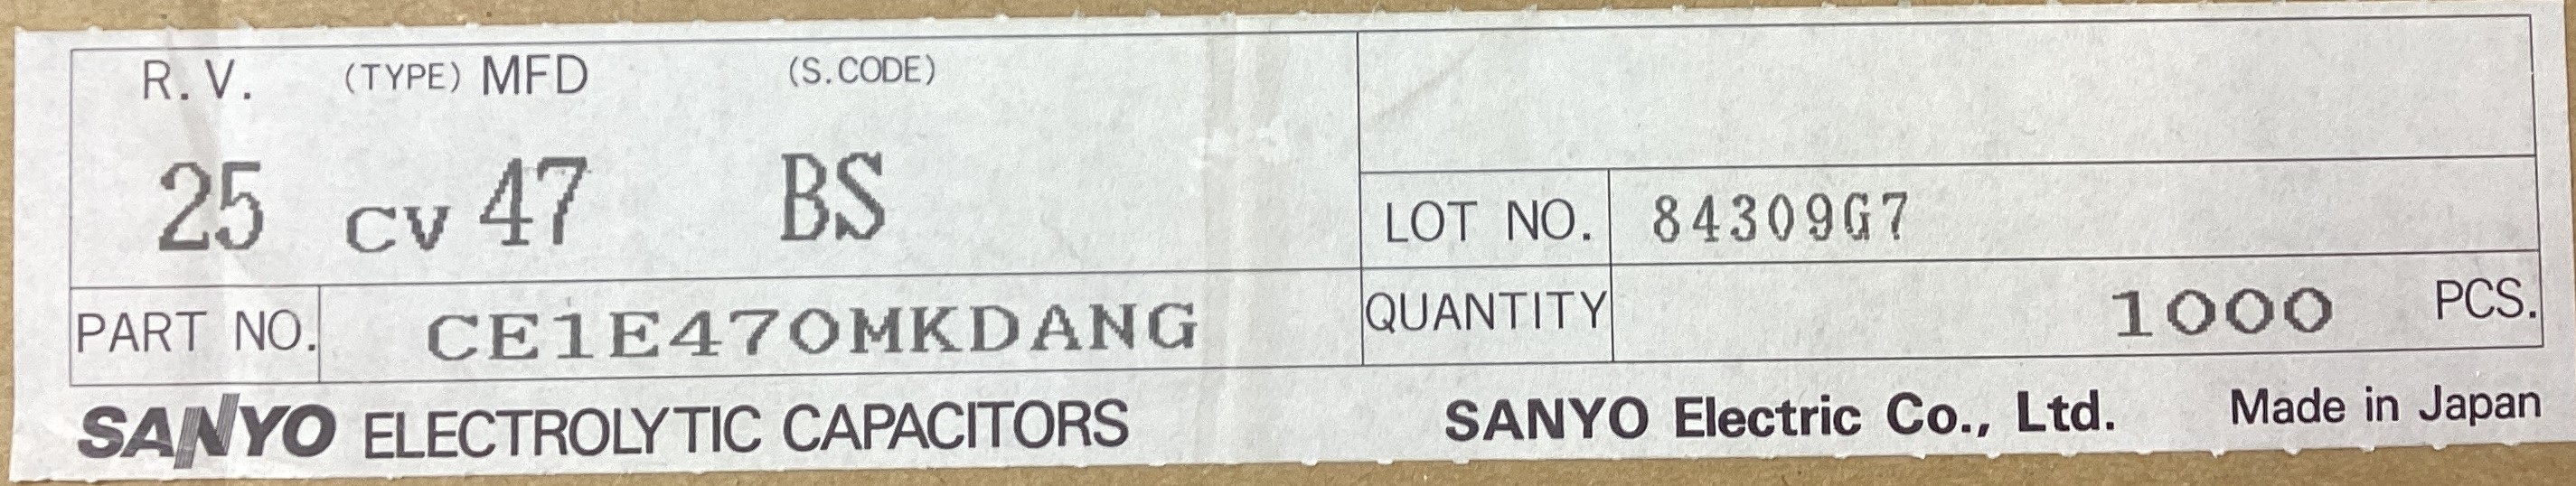 R.V. (TYPE) MFD (S.CODE)
25 CV 47 BS
LOT NO. 84309G7
PART NO. CE1E470MKDANG
QUANTITY 1000 PCS.
SANYO ELECTROLYTIC CAPACITORS SANYO Electric Co., Ltd. Made in Japan